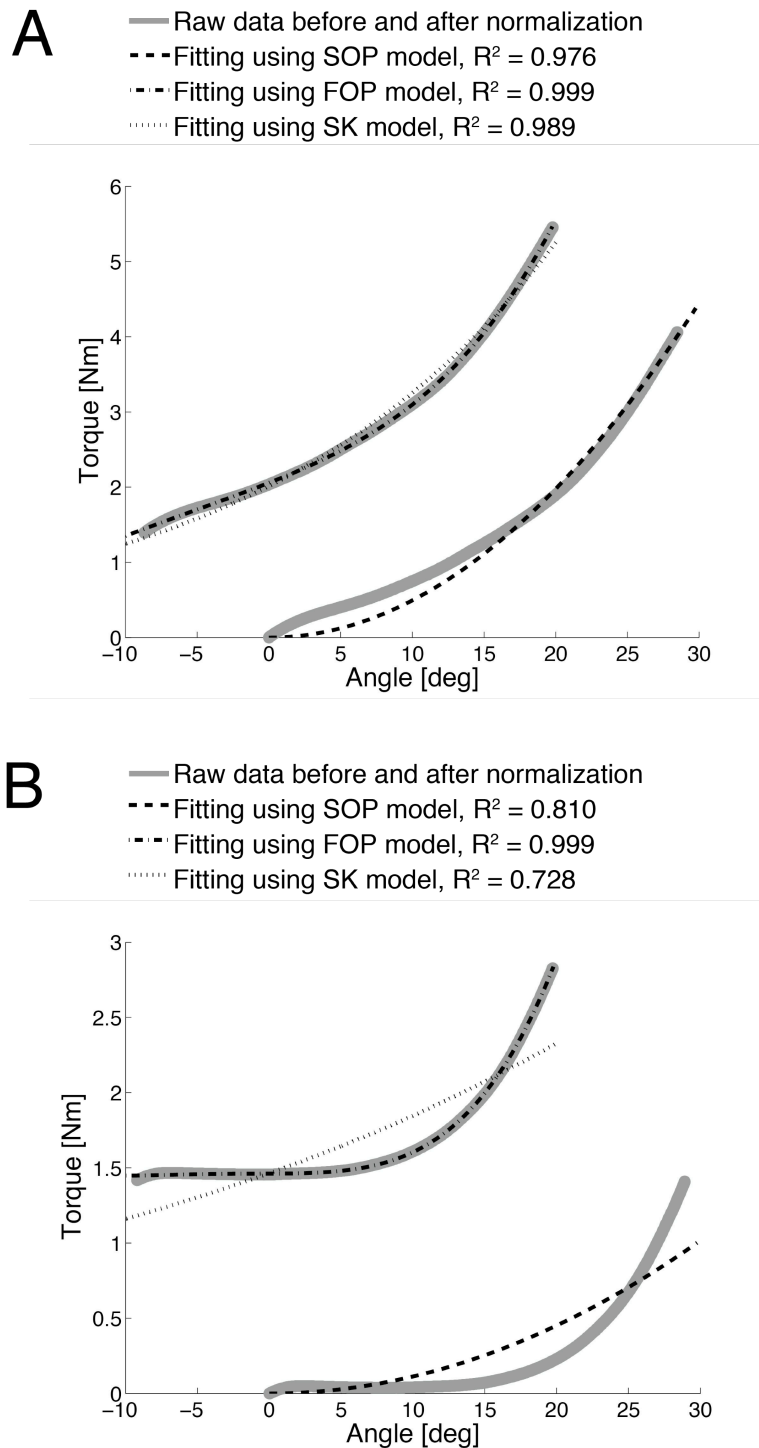 A
Raw data before and after normalization
Fitting using SOP model, R² = 0.976
Fitting using FOP model, R² = 0.999
Fitting using SK model, R² = 0.989
6
5
4
3
2
1
0
Torque [Nm]
−10 −5 0 5 10 15 20 25 30
Angle [deg]
B
Raw data before and after normalization
Fitting using SOP model, R² = 0.810
Fitting using FOP model, R² = 0.999
Fitting using SK model, R² = 0.728
3
2.5
2
1.5
1
0.5
0
Torque [Nm]
−10 −5 0 5 10 15 20 25 30
Angle [deg]